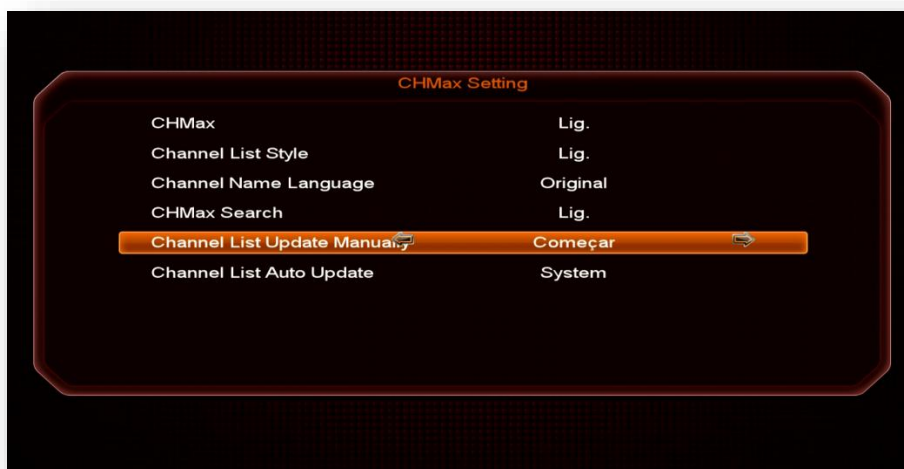 CHMax Setting
CHMax Lig.
Channel List Style Lig.
Channel Name Language Original
CHMax Search Lig.
Channel List Update Manually Começar
Channel List Auto Update System